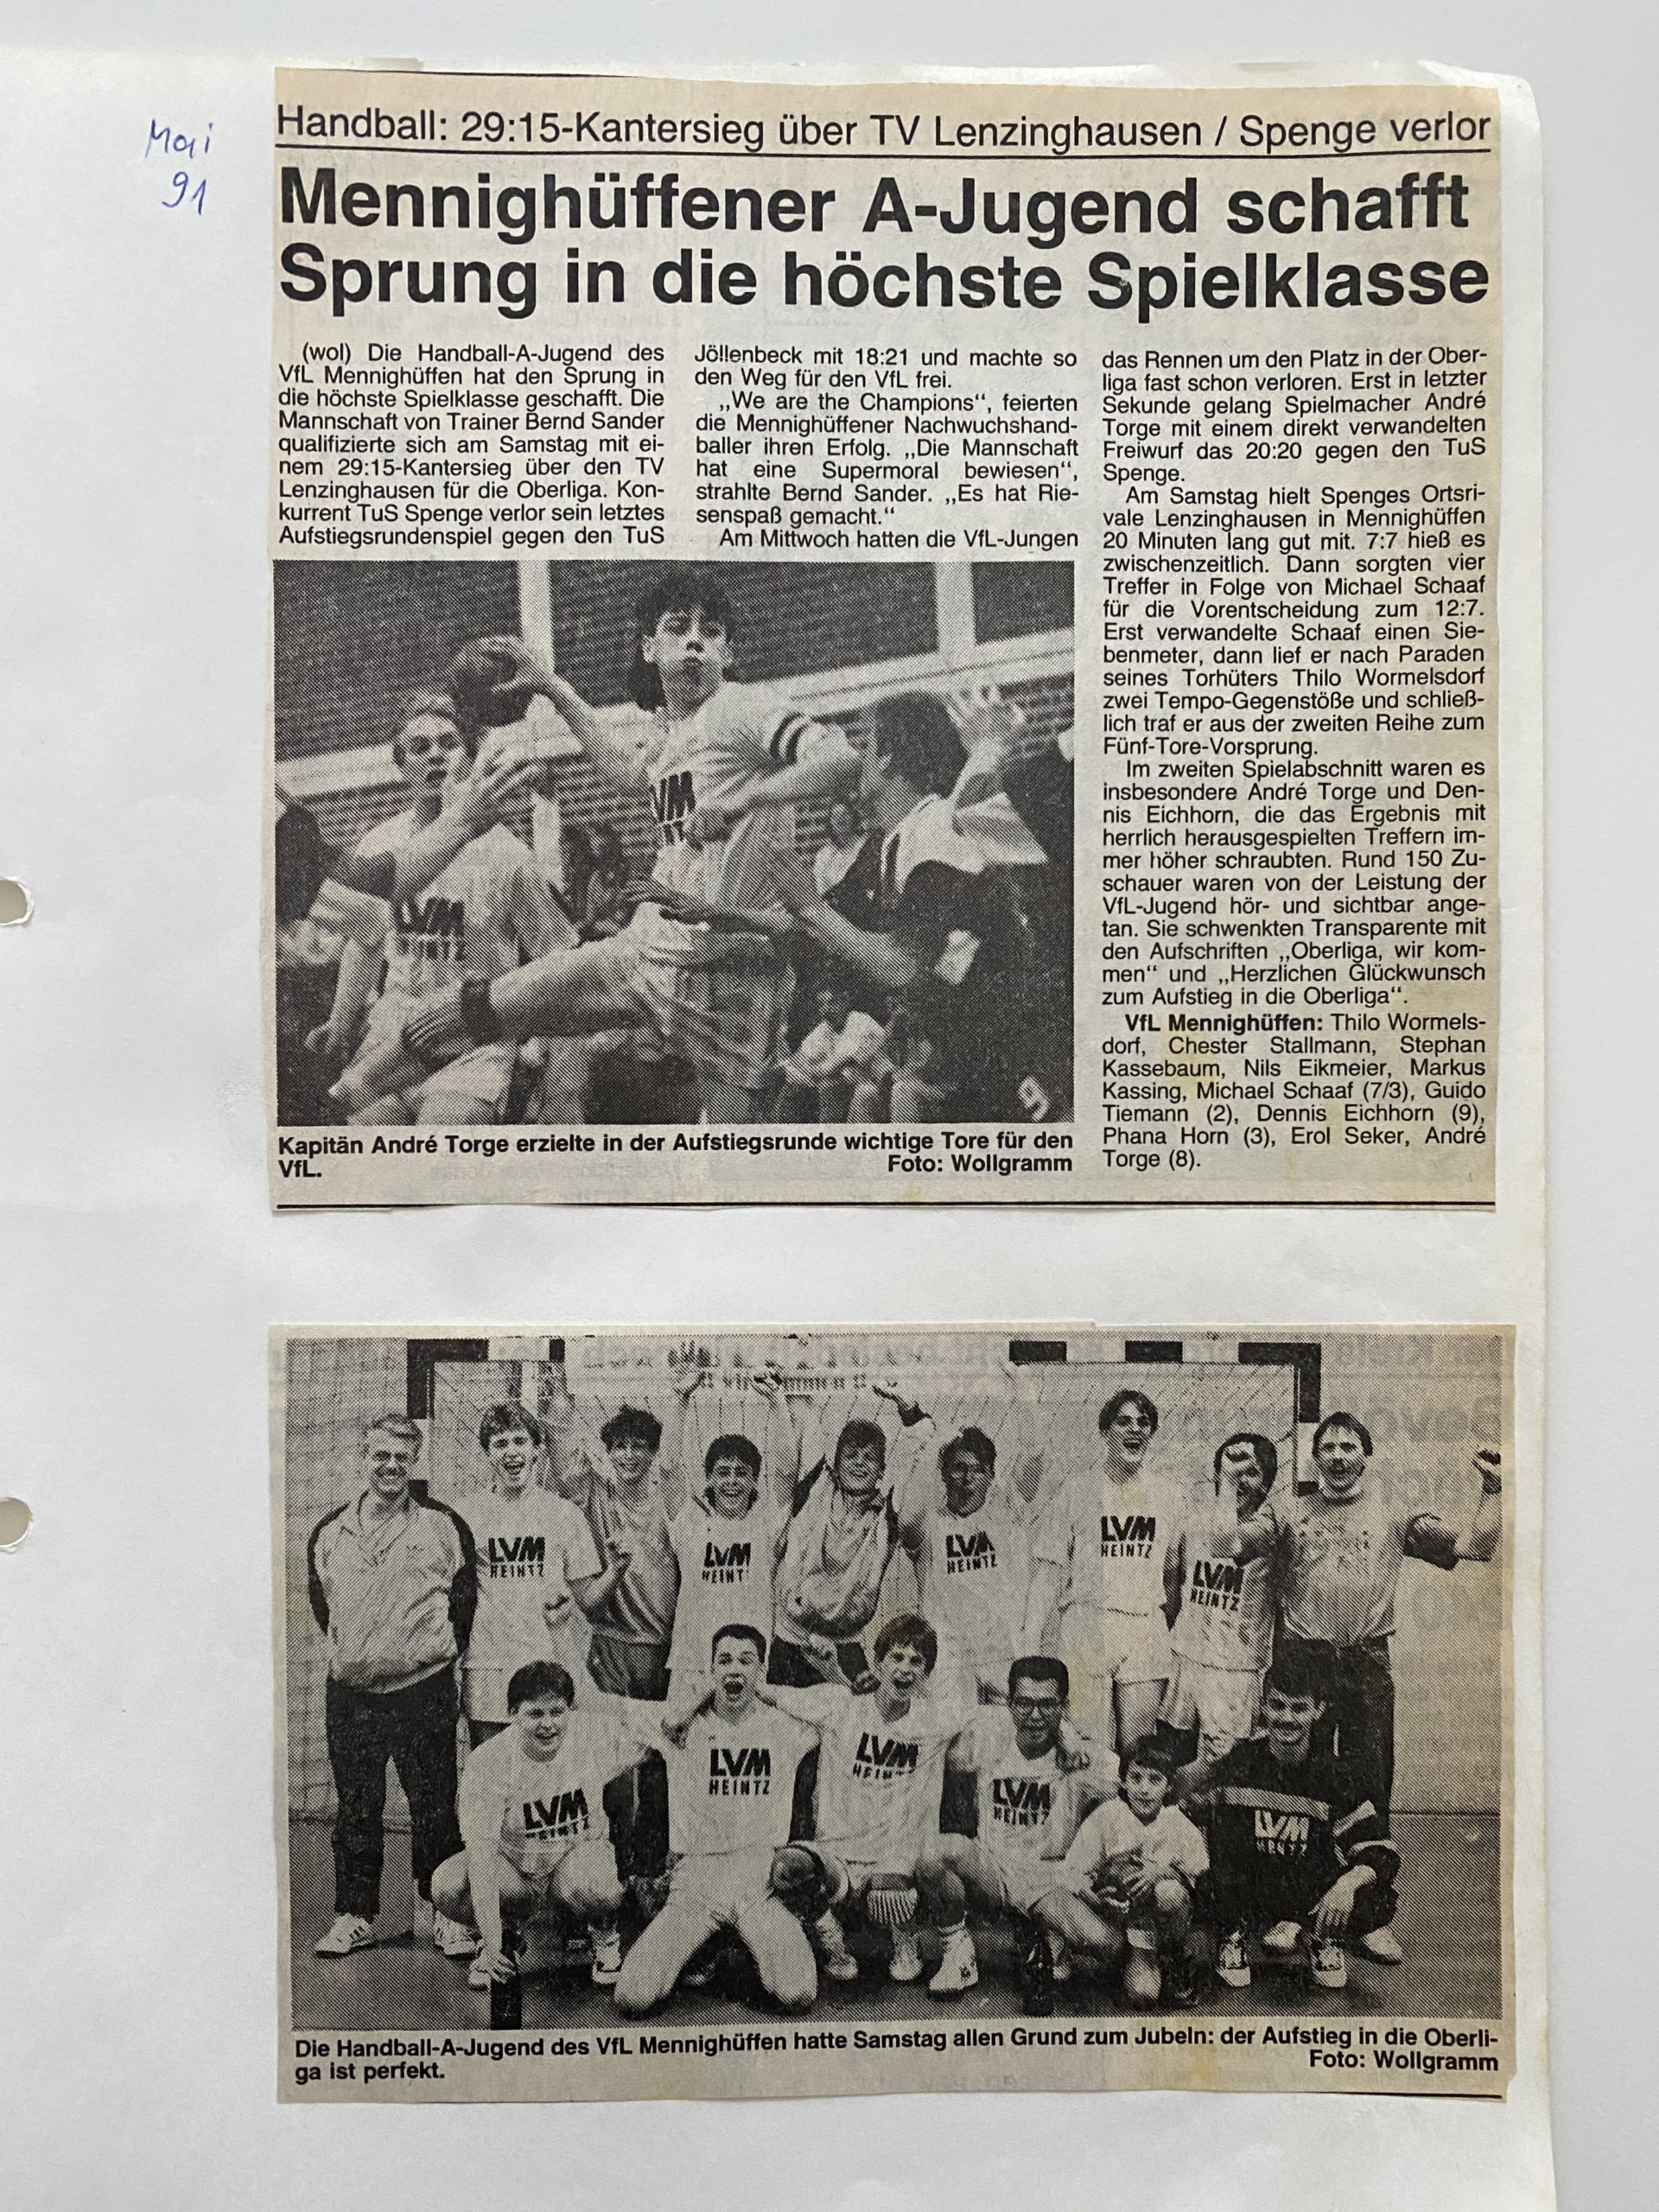 Mai
91
Handball: 29:15-Kantersieg über TV Lenzinghausen / Spenge verlor
Mennighüffener A-Jugend schafft
Sprung in die höchste Spielklasse
(wol) Die Handball-A-Jugend des
VfL Mennighüffen hat den Sprung in
die höchste Spielklasse geschafft. Die
Mannschaft von Trainer Bernd Sander
qualifizierte sich am Samstag mit ei-
nem 29:15-Kantersieg über den TV
Lenzinghausen für die Oberliga. Kon-
kurrent TuS Spenge verlor sein letztes
Aufstiegsrundenspiel gegen den TuS
Jöllenbeck mit 18:21 und machte so
den Weg für den VfL frei.
„We are the Champions“, feierten
die Mennighüffener Nachwuchshand-
baller ihren Erfolg. „Die Mannschaft
hat eine Supermoral bewiesen“,
strahlte Bernd Sander. „Es hat Rie-
senspaß gemacht.“
Am Mittwoch hatten die VfL-Jungen
das Rennen um den Platz in der Ober-
liga fast schon verloren. Erst in letzter
Sekunde gelang Spielmacher André
Torge mit einem direkt verwandelten
Freiwurf das 20:20 gegen den TuS
Spenge.
Am Samstag hielt Spenges Ortsri-
vale Lenzinghausen in Mennighüffen
20 Minuten lang gut mit. 7:7 hieß es
zwischenzeitlich. Dann sorgten vier
Treffer in Folge von Michael Schaaf
für die Vorentscheidung zum 12:7.
Erst verwandelte Schaaf einen Sie-
benmeter, dann lief er nach Paraden
seines Torhüters Thilo Wormelsdorf
zwei Tempo-Gegenstöße und schließ-
lich traf er aus der zweiten Reihe zum
Fünf-Tore-Vorsprung.
Im zweiten Spielabschnitt waren es
insbesondere André Torge und Den-
nis Eichhorn, die das Ergebnis mit
herrlich herausgespielten Treffern im-
mer höher schraubten. Rund 150 Zu-
schauer waren von der Leistung der
VfL-Jugend hör- und sichtbar ange-
tan. Sie schwenkten Transparente mit
den Aufschriften „Oberliga, wir kom-
men“ und „Herzlichen Glückwunsch
zum Aufstieg in die Oberliga“.
VfL Mennighüffen: Thilo Wormels-
dorf, Chester Stallmann, Stephan
Kassebaum, Nils Eikmeier, Markus
Kassing, Michael Schaaf (7/3), Guido
Tiemann (2), Dennis Eichhorn (9),
Phana Horn (3), Erol Seker, André
Torge (8).
LVM
LVM
HEINTZ
9
Kapitän André Torge erzielte in der Aufstiegsrunde wichtige Tore für den
VfL.
Foto: Wollgramm
LVM
HEINTZ
LVM
HEINT
LVM
HEINTZ
LVM
HEINTZ
LVM
HEINTZ
LVM
HEINTZ
LVM
HEINTZ
LVM
HEINTZ
LVM
HEINTZ
LVM
HEINTZ
Die Handball-A-Jugend des VfL Mennighüffen hatte Samstag allen Grund zum Jubeln: der Aufstieg in die Oberli-
ga ist perfekt.
Foto: Wollgramm